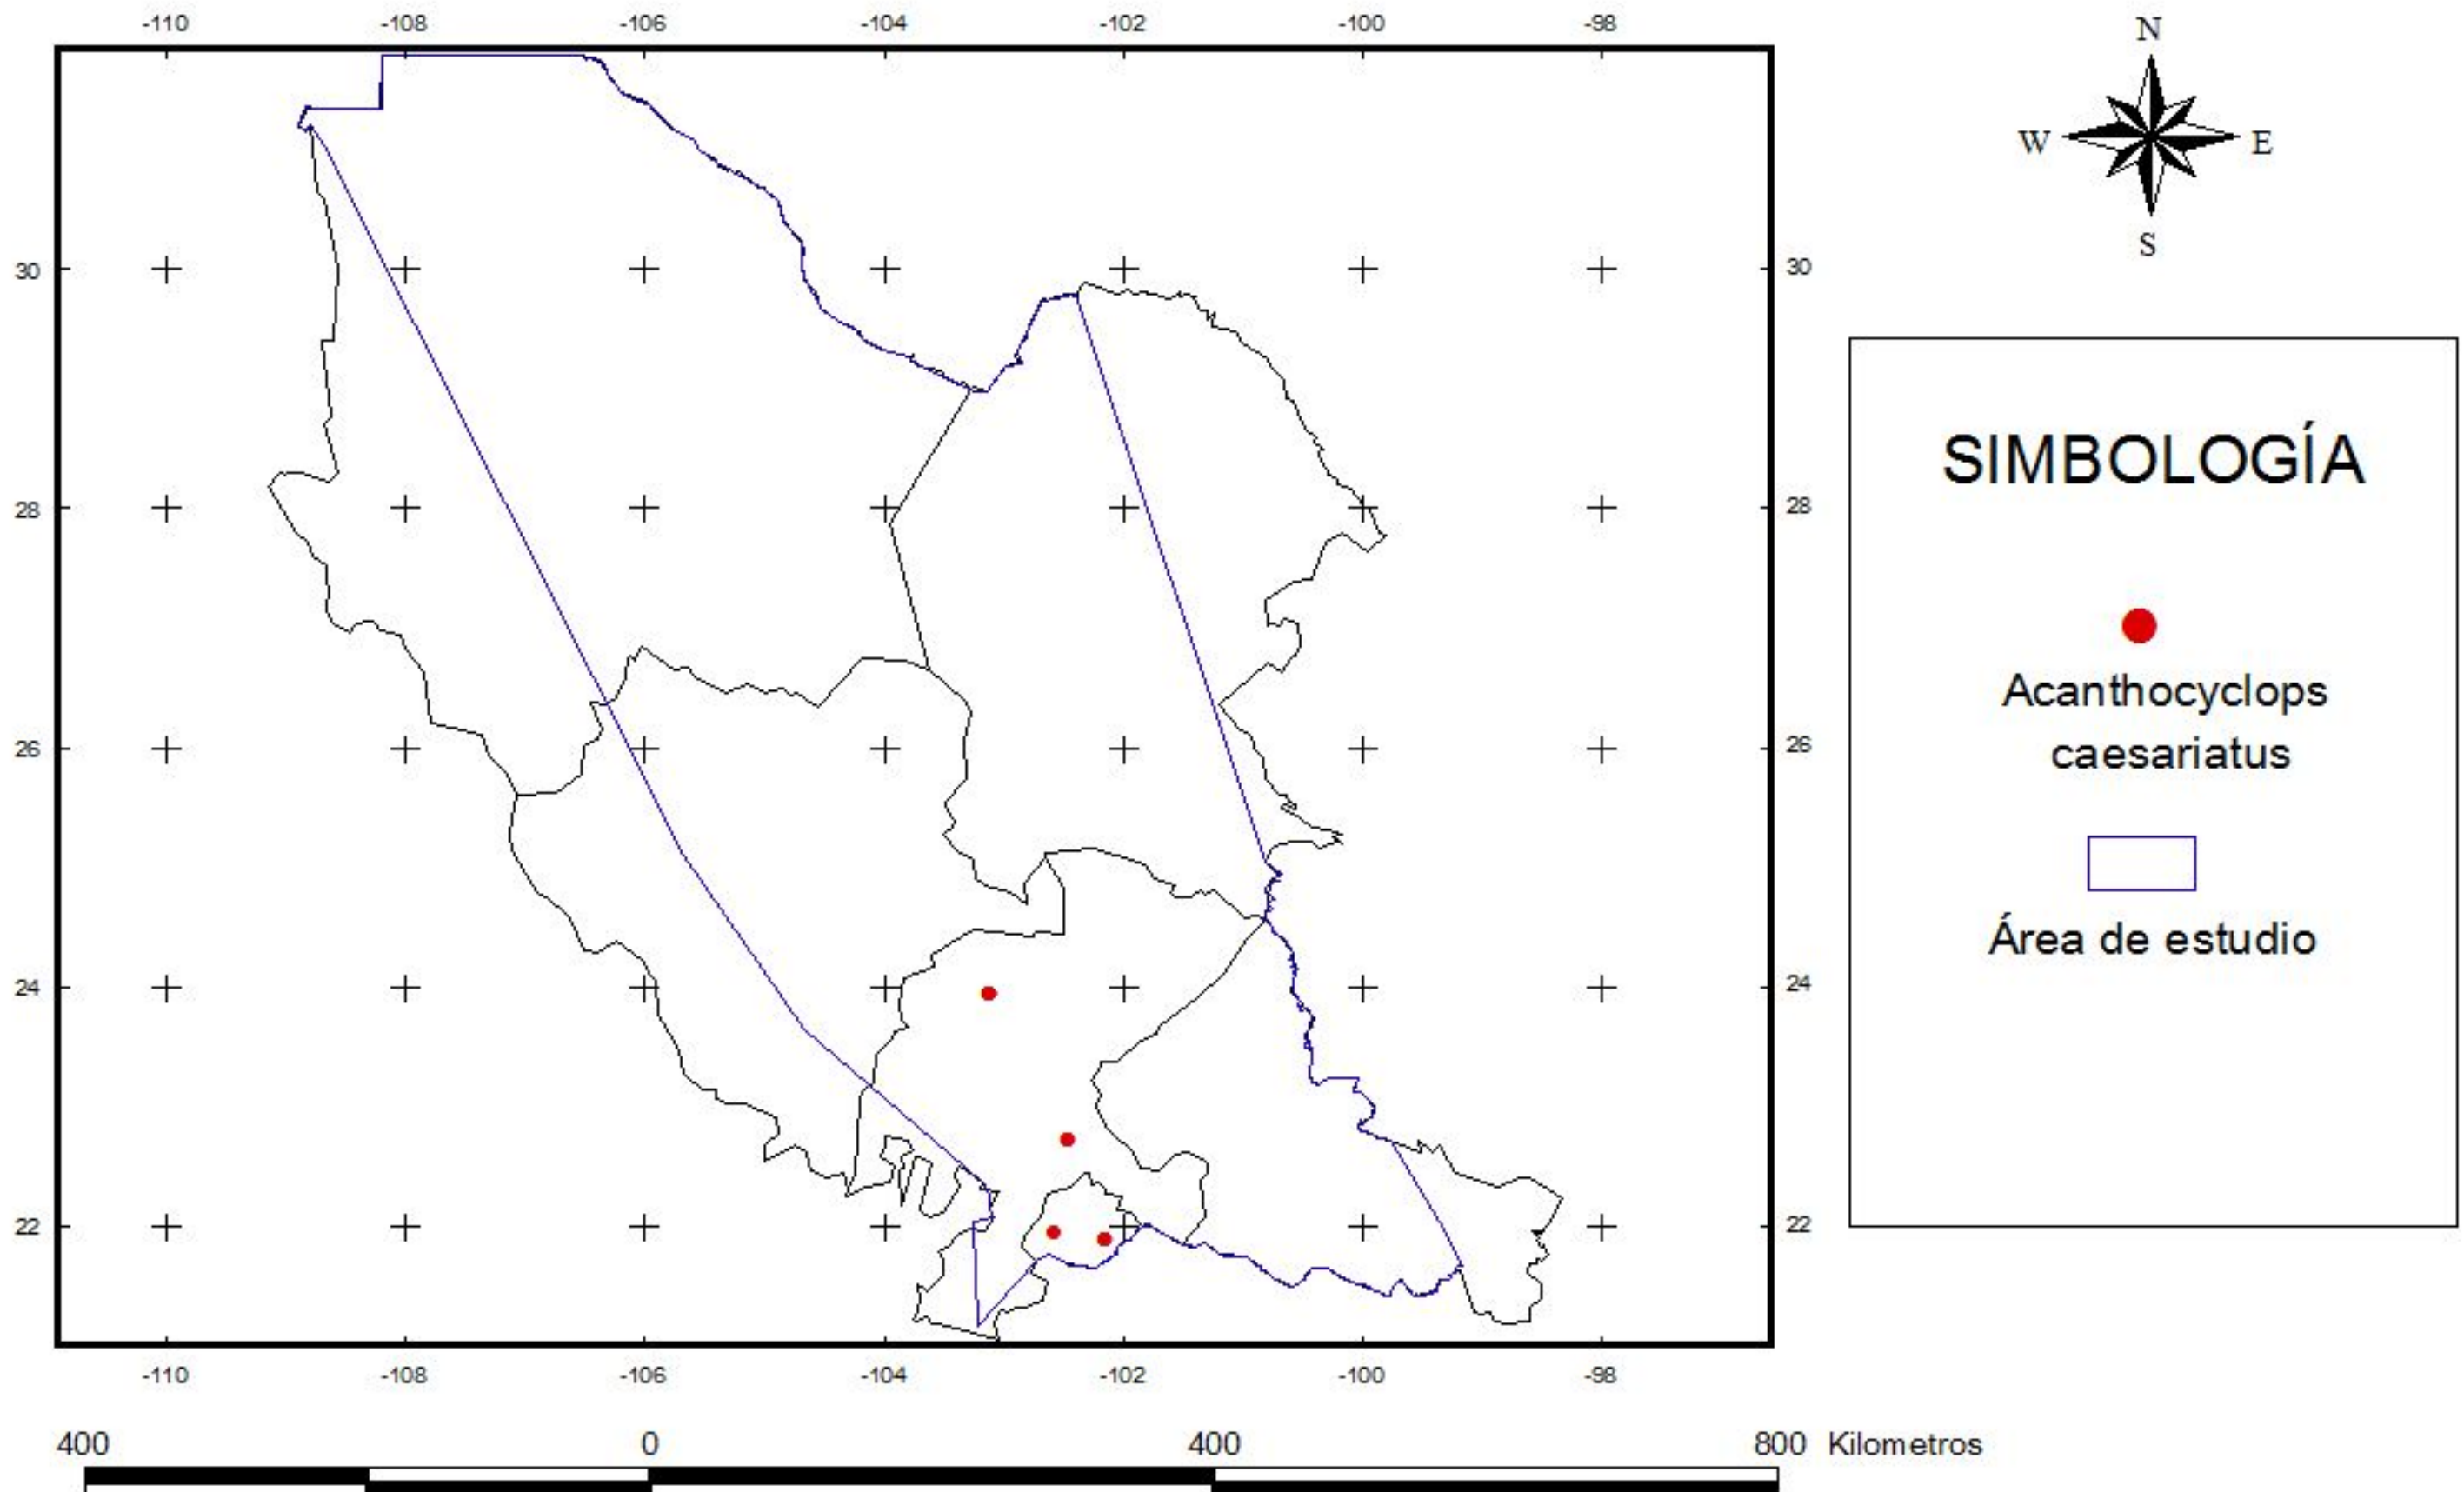 -110 -108 -106 -104 -102 -100 -98
N
W E
S
30 30
28 28
26 26
24 24
22 22
SIMBOLOGÍA
Acanthocyclops
caesariatus
Área de estudio
-110 -108 -106 -104 -102 -100 -98
400 0 400 800 Kilometros